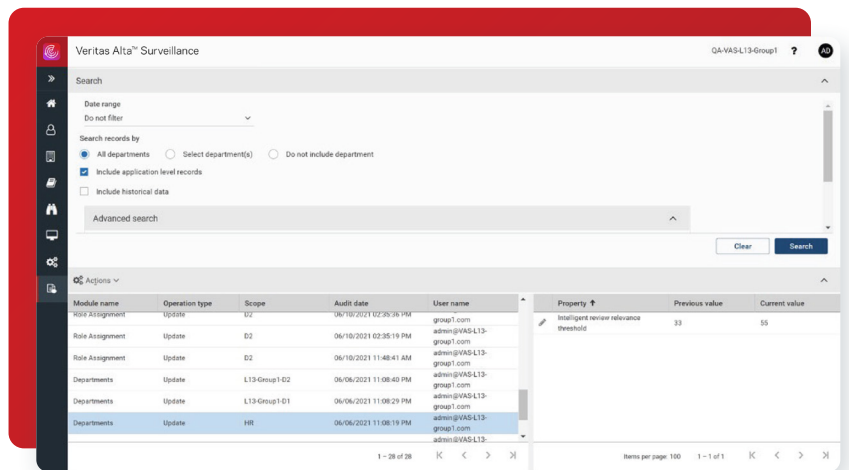 Veritas Alta™ Surveillance
QA-VAS-L13-Group1 ? AD
Search
Date range
Do not filter
Search records by
All departments Select department(s) Do not include department
Include application level records
Include historical data
Advanced search
Clear Search
Actions
Module name Operation type Scope Audit date User name
Role Assignment Update D2 06/10/2021 02:35:36 PM
group1.com
Role Assignment Update D2 06/10/2021 02:35:19 PM admin@VAS-L13-
group1.com
Role Assignment Update D2 06/10/2021 11:48:41 AM admin@VAS-L13-
group1.com
Departments Update L13-Group1-D2 06/06/2021 11:08:40 PM admin@VAS-L13-
group1.com
Departments Update L13-Group1-D1 06/06/2021 11:08:29 PM admin@VAS-L13-
group1.com
Departments Update HR 06/06/2021 11:08:19 PM admin@VAS-L13-
group1.com
admin@VAS-L13-
1 – 28 of 28
Property Previous value Current value
Intelligent review relevance
threshold 33 55
Items per page: 100 1 – 1 of 1